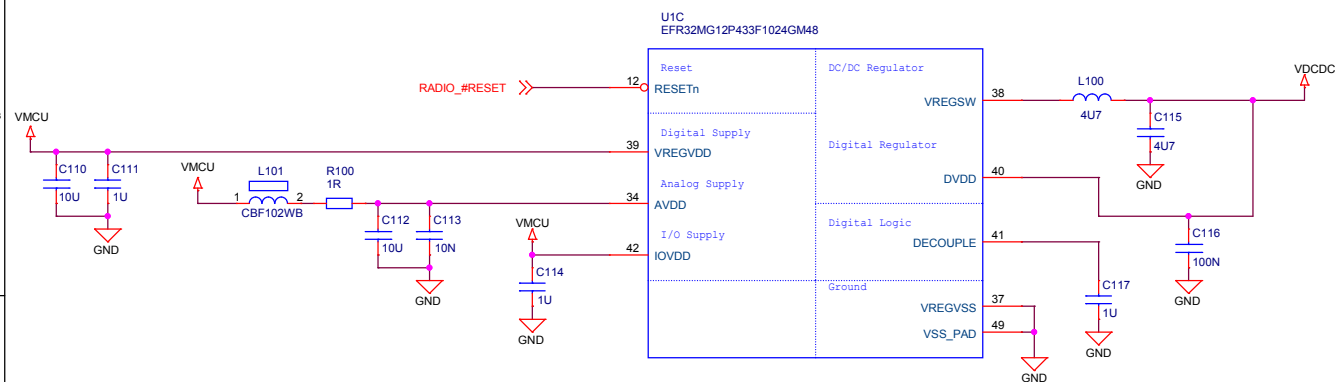 U1C
EFR32MG12P433F1024GM48
Reset
DC/DC Regulator
RADIO_#RESET
12
RESETn
VREGSW
38
L100
4U7
VDCDC
C115
4U7
GND
VMCU
C110
10U
C111
1U
GND
39
Digital Supply
VREGVDD
Digital Regulator
DVDD
40
VMCU
L101
1
2
CBF102WB
R100
1R
Analog Supply
34
AVDD
C112
10U
C113
10N
GND
Digital Logic
DECOUPLE
41
C116
100N
GND
VMCU
I/O Supply
42
IOVDD
C114
1U
GND
C117
1U
GND
Ground
VREGVSS
37
VSS_PAD
49
GND